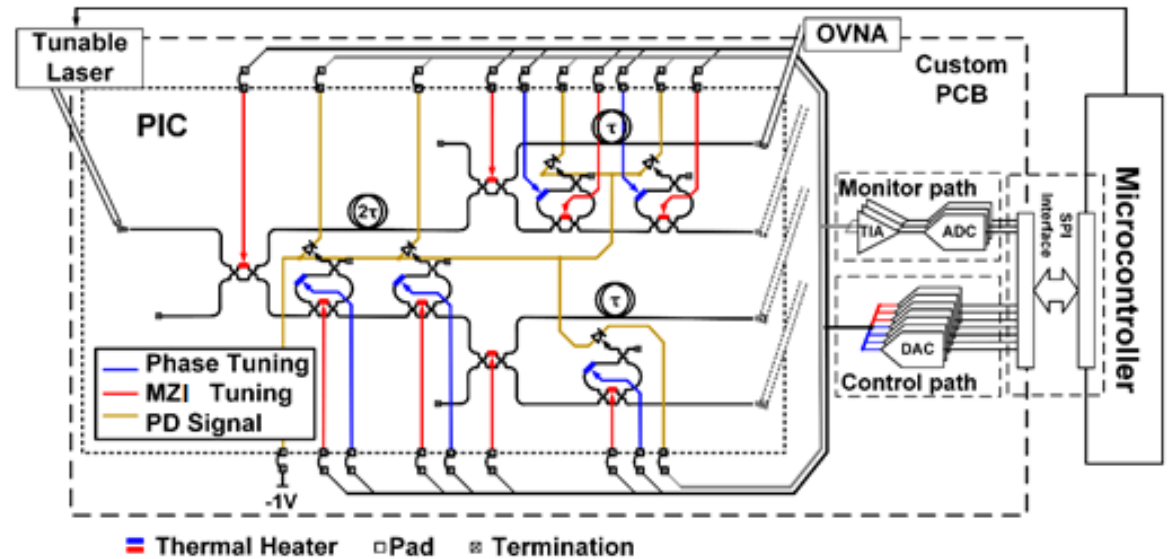 Tunable
Laser
OVNA
Custom
PCB
PIC
τ
2τ
Monitor path
TIA
ADC
SPI
Interface
Microcontroller
τ
DAC
Control path
Phase Tuning
MZI Tuning
PD Signal
-1V
Thermal Heater
Pad
Termination